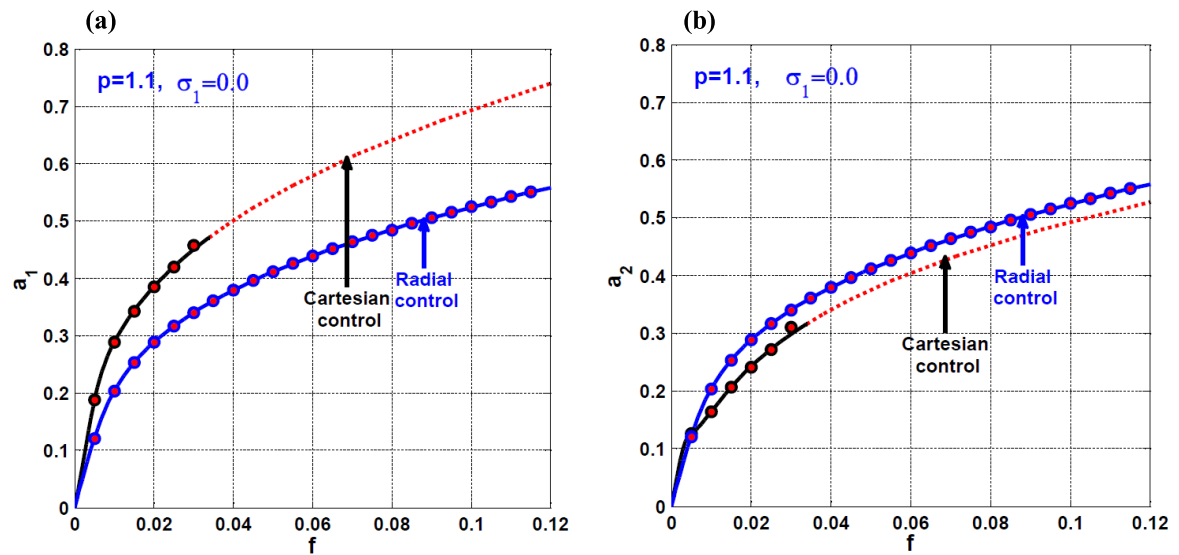 (a)
p=1.1, σ1=0.0
a1
0.8
0.7
0.6
0.5
0.4
0.3
0.2
0.1
0
Cartesian
control
Radial
control
0 0.02 0.04 0.06 0.08 0.1 0.12
f
(b)
p=1.1, σ1=0.0
a2
0.8
0.7
0.6
0.5
0.4
0.3
0.2
0.1
0
Radial
control
Cartesian
control
0 0.02 0.04 0.06 0.08 0.1 0.12
f